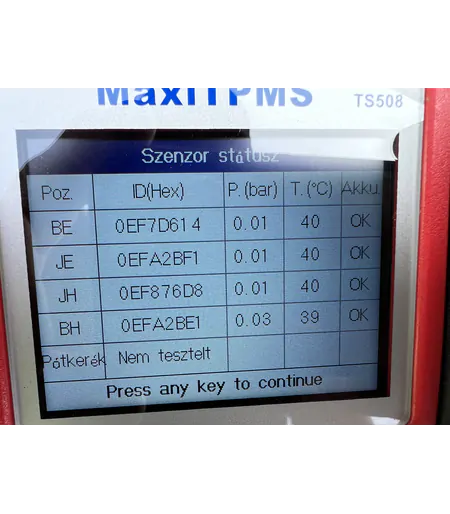 MaxiTPMS TS508
Szenzor státusz
Poz. ID(Hex) P.(bar) T.(°C) Akku
BE 0EF7D614 0.01 40 OK
JE 0EFA2BF1 0.01 40 OK
JH 0EF876D8 0.01 40 OK
BH 0EFA2BE1 0.03 39 OK
Pótkerék Nem tesztelt
Press any key to continue